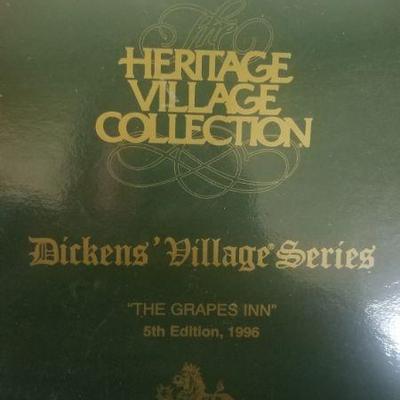 The
HERITAGE
VILLAGE
COLLECTION
Dickens' Village® Series
"THE GRAPES INN"
5th Edition, 1996